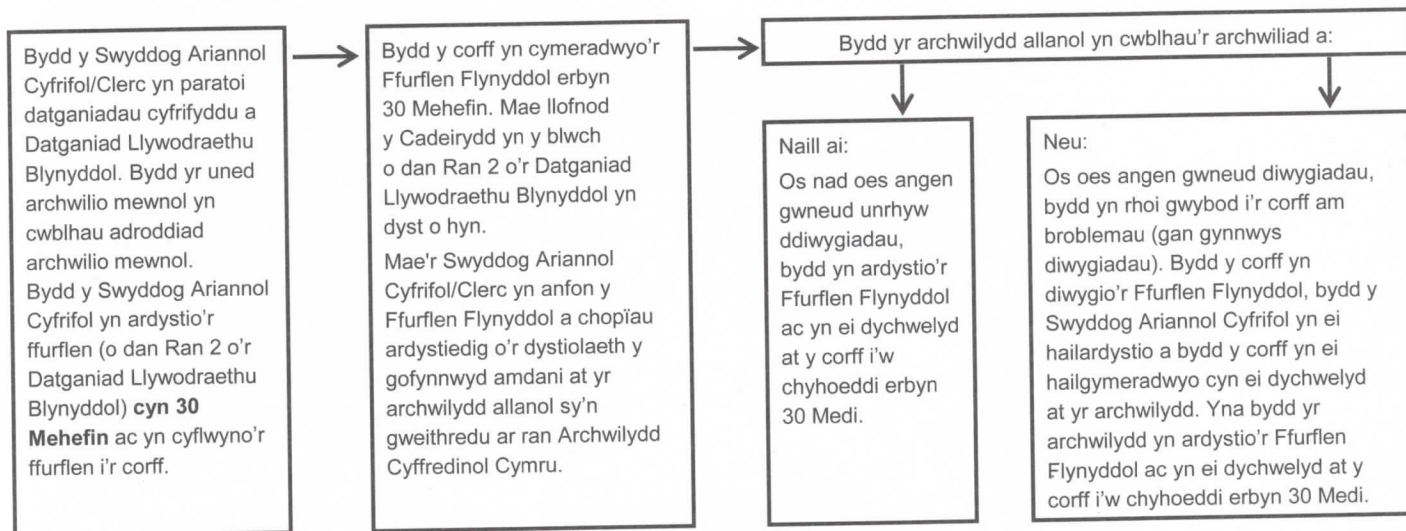 Bydd y Swyddog Ariannol
Cyfrifol/Clerc yn paratoi
datganiadau cyfrifyddu a
Datganiad Llywodraethu
Blynyddol. Bydd yr uned
archwilio mewnol yn
cwblhau adroddiad
archwilio mewnol.
Bydd y Swyddog Ariannol
Cyfrifol yn ardystio'r
ffurflen (o dan Ran 2 o'r
Datganiad Llywodraethu
Blynyddol) cyn 30
Mehefin ac yn cyflwyno'r
ffurflen i'r corff.
Bydd y corff yn cymeradwyo'r
Ffurflen Flynyddol erbyn
30 Mehefin. Mae llofnod
y Cadeirydd yn y blwch
o dan Ran 2 o'r Datganiad
Llywodraethu Blynyddol yn
dyst o hyn.
Mae'r Swyddog Ariannol
Cyfrifol/Clerc yn anfon y
Ffurflen Flynyddol a chopïau
ardystiedig o'r dystiolaeth y
gofynnwyd amdani at yr
archwilydd allanol sy'n
gweithredu ar ran Archwilydd
Cyffredinol Cymru.
Bydd yr archwilydd allanol yn cwblhau'r archwiliad a:
Naill ai:
Os nad oes angen
gwneud unrhyw
ddiwygiadau,
bydd yn ardystio'r
Ffurflen Flynyddol
ac yn ei dychwelyd
at y corff i'w
chyhoeddi erbyn
30 Medi.
Neu:
Os oes angen gwneud diwygiadau,
bydd yn rhoi gwybod i'r corff am
broblemau (gan gynnwys
diwygiadau). Bydd y corff yn
diwygio'r Ffurflen Flynyddol, bydd y
Swyddog Ariannol Cyfrifol yn ei
hailardystio a bydd y corff yn ei
hailgymeradwyo cyn ei dychwelyd
at yr archwilydd. Yna bydd yr
archwilydd yn ardystio'r Ffurflen
Flynyddol ac yn ei dychwelyd at y
corff i'w chyhoeddi erbyn 30 Medi.